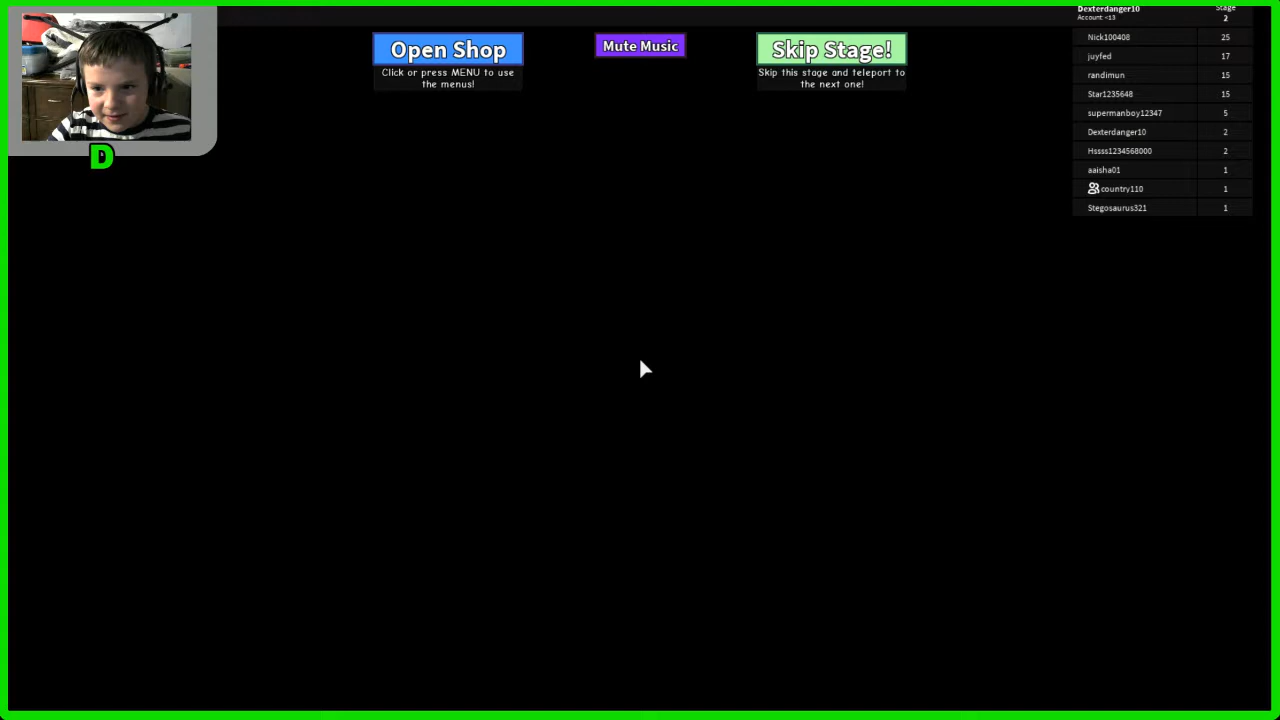 Open Shop
Click or press MENU to use
the menus!
Mute Music
Skip Stage!
Skip this stage and teleport to
the next one!
D
Dexterdanger10 Stage
Account: <13 2
Nick100408 25
juyfed 17
randimun 15
Star1235648 15
supermanboy12347 5
Dexterdanger10 2
Hssss1234568000 2
aaisha01 1
country110 1
Stegosaurus321 1